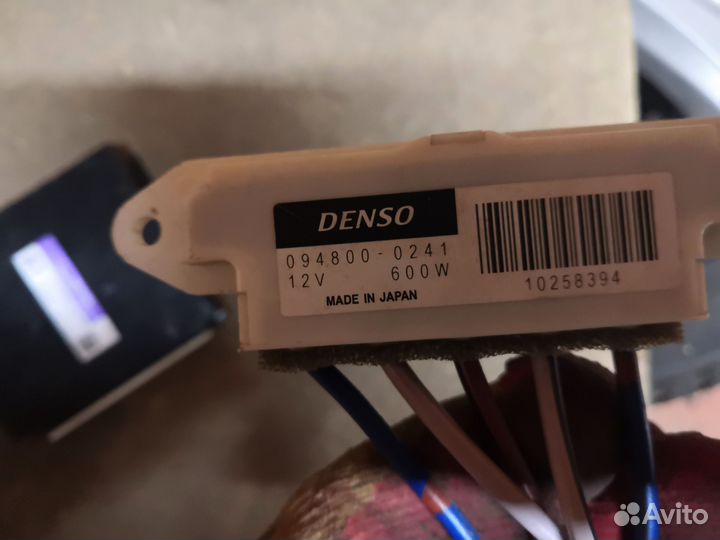 DENSO
094800-0241
12V 600W
MADE IN JAPAN
10258394
Avito